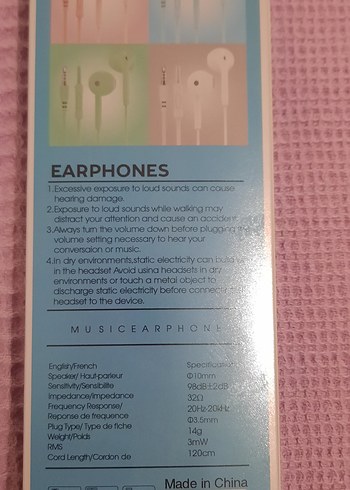 EARPHONES
1.Excessive exposure to loud sounds can cause
hearing damage.
2.Exposure to loud sounds while walking may
distract your attention and cause an accident.
3.Always turn the volume down before plugging
volume setting necessary to hear your
conversaion or music.
4.In dry environments,static electricity can build
in the headset Avoid using headsets in dry
environments or touch a metal object to
discharge static electricity before connec
headset to the device.
MUSICEARPHONE
English/French Specification
Speaker/ Haut-parleur Φ10mm
Sensitivity/Sensibilite 98dB±2dB
Impedance/Impedance 32Ω
Frequency Response/ 20Hz-20kHz
Reponse de frequence
Plug Type/ Type de fiche Φ3.5mm
Weight/Poids 14g
RMS 3mW
Cord Length/Cordon de 120cm
Made in China